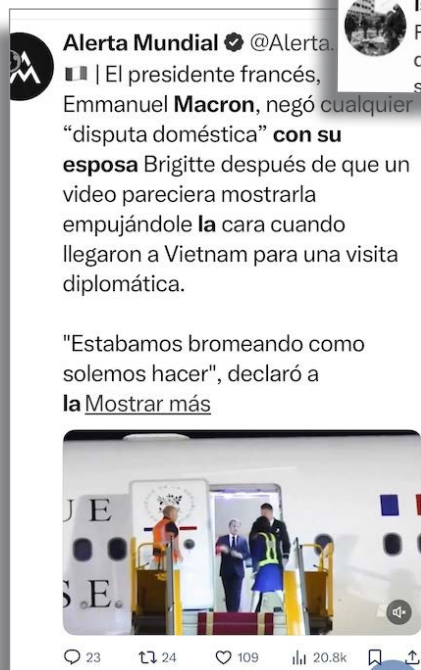 Alerta Mundial @Alerta.
| El presidente francés,
Emmanuel Macron, negó cualquier
“disputa doméstica” con su
esposa Brigitte después de que un
video pareciera mostrarla
empujándole la cara cuando
llegaron a Vietnam para una visita
diplomática.
"Estabamos bromeando como
solemos hacer", declaró a
la Mostrar más
U E
S.E.
23 24 109 20.8k